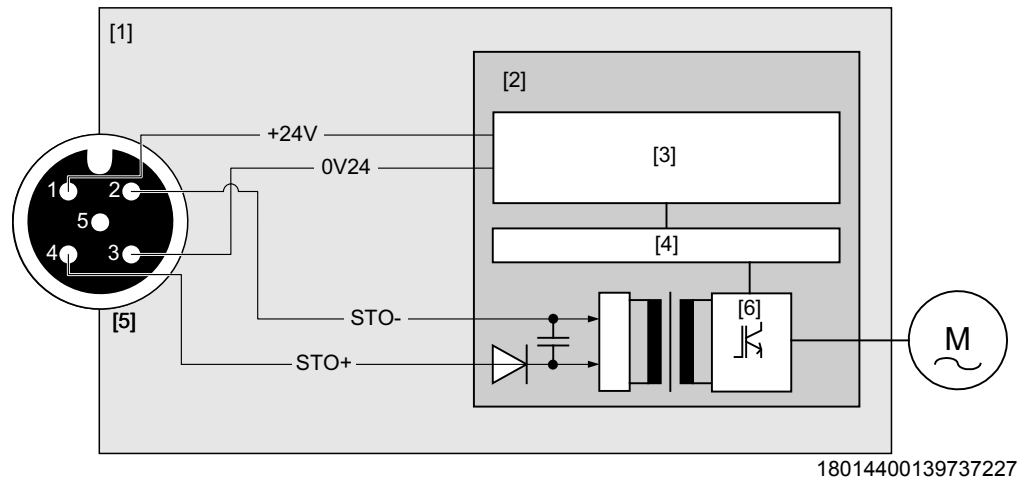 [1]
[2]
+24V
[3]
0V24
1
2
5
4
3
[4]
[5]
STO-
[6]
STO+
M
18014400139737227